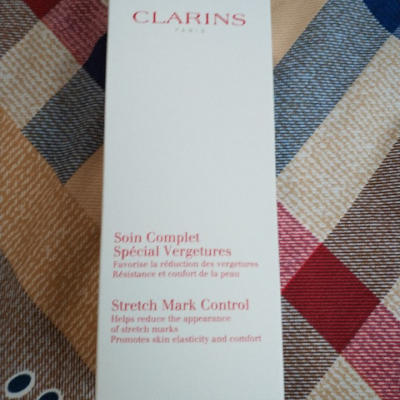 CLARINS
PARIS
Soin Complet
Spécial Vergetures
Favorise la réduction des vergetures
Résistance et confort de la peau
Stretch Mark Control
Helps reduce the appearance
of stretch marks
Promotes skin elasticity and comfort